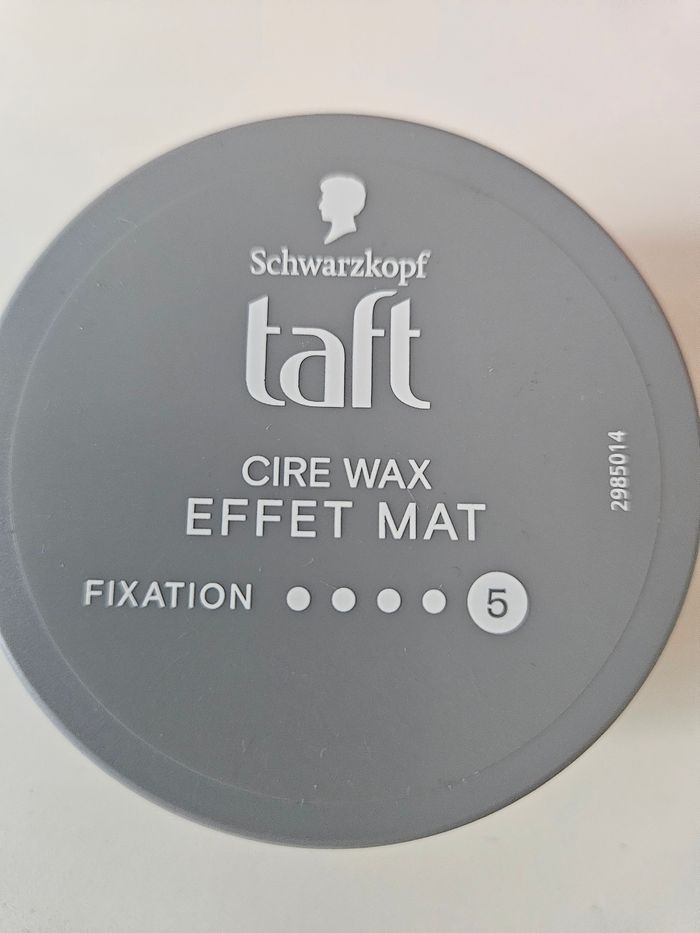 Schwarzkopf
taft
CIRE WAX
EFFET MAT
FIXATION 5
2985014